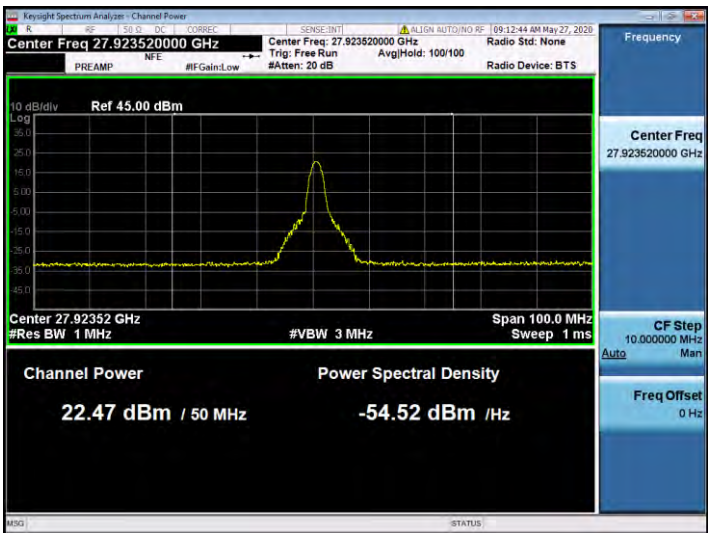 Keysight Spectrum Analyzer - Channel Power
R RF 50 Ω DC CORREC SENSE:INT ALIGN AUTO/NO RF 09:12:44 AM May 27, 2020
Center Freq 27.923520000 GHz
NFE
PREAMP #IFGain:Low
Center Freq: 27.923520000 GHz
Trig: Free Run Avg|Hold: 100/100
#Atten: 20 dB
Radio Std: None
Radio Device: BTS
Frequency
10 dB/div Ref 45.00 dBm
Log
35.0
25.0
15.0
5.00
-5.00
-15.0
-25.0
-35.0
-45.0
Center 27.92352 GHz Span 100.0 MHz
#Res BW 1 MHz #VBW 3 MHz Sweep 1 ms
Channel Power Power Spectral Density
22.47 dBm / 50 MHz -54.52 dBm /Hz
Center Freq
27.923520000 GHz
CF Step
10.000000 MHz
Auto Man
Freq Offset
0 Hz
MSG STATUS